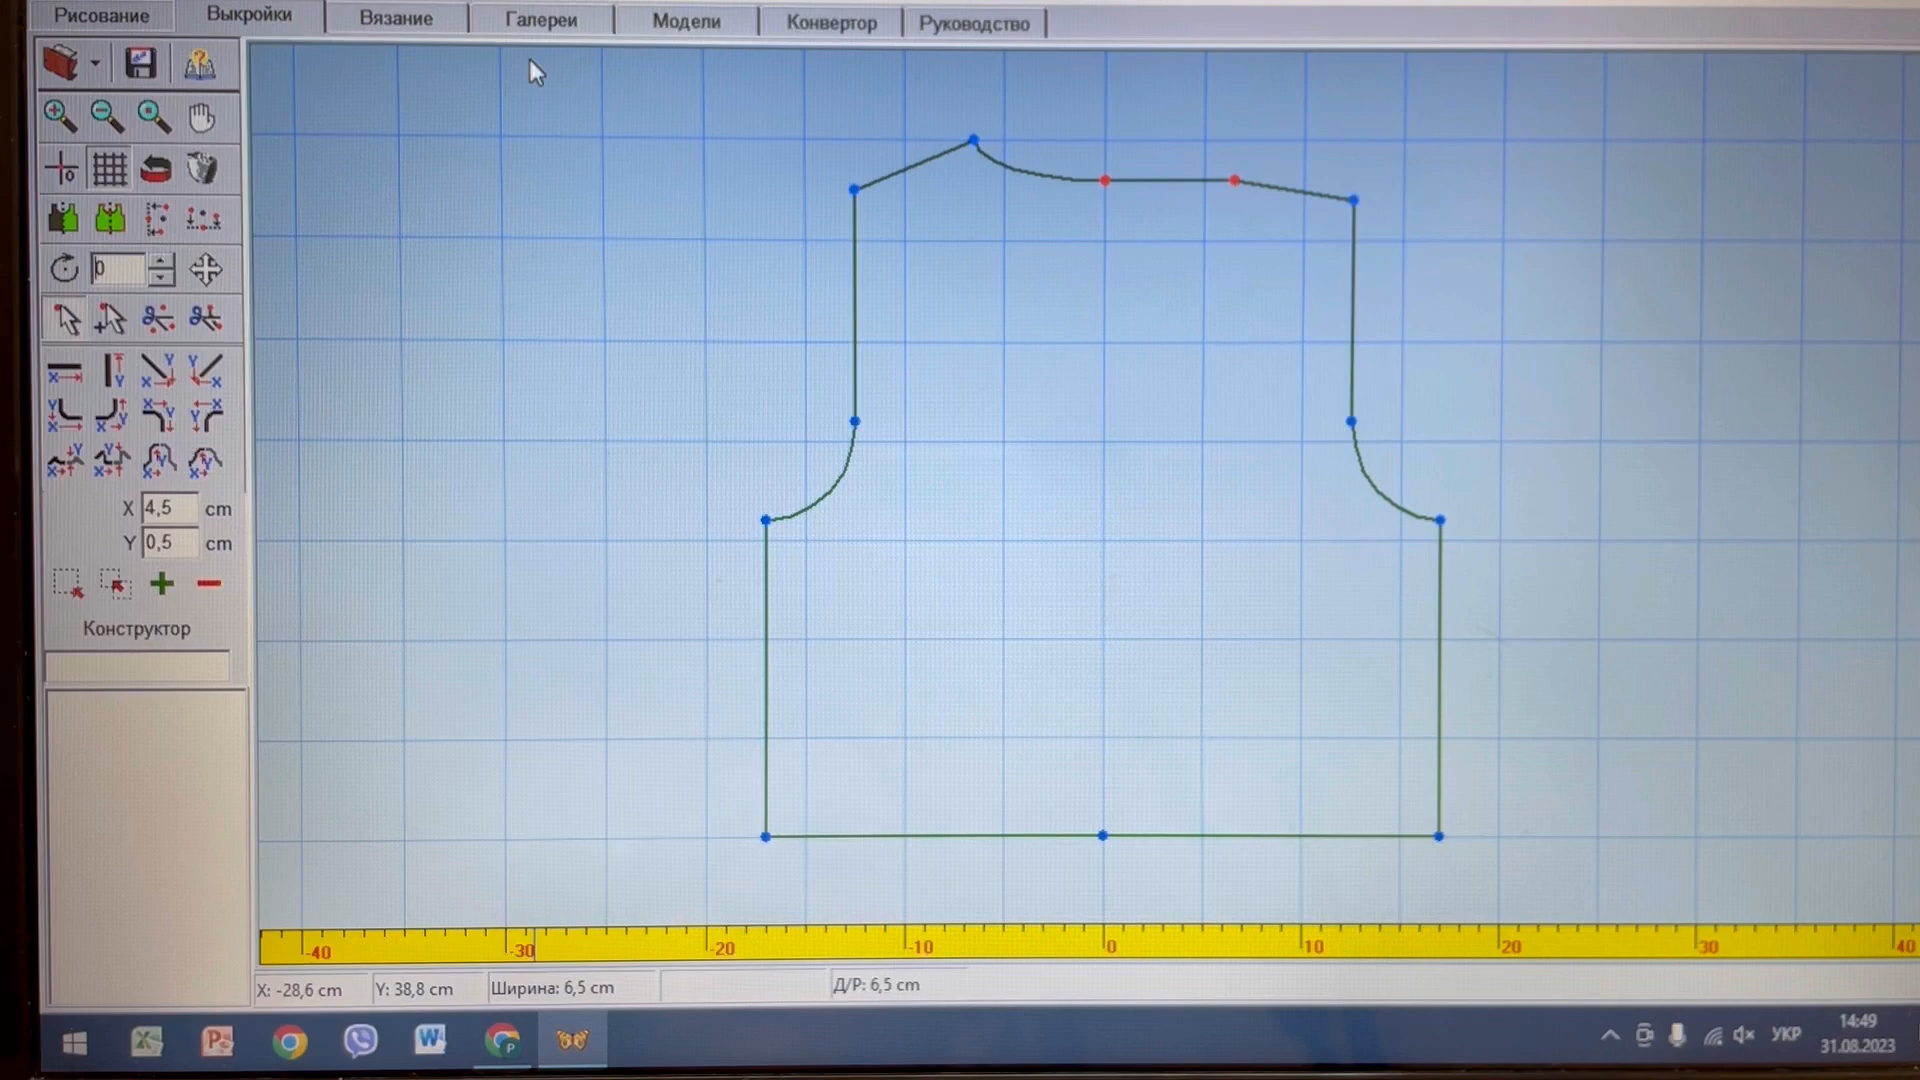 Рисование Выкройки Вязание Галереи Модели Конвертор Руководство
0
X 4,5 cm
Y 0,5 cm
Конструктор
-40 -30 -20 -10 0 10 20 30 40
X: -28,6 cm Y: 38,8 cm Ширина: 6,5 cm Д/Р: 6,5 cm
УКР
14:49
31.08.2023